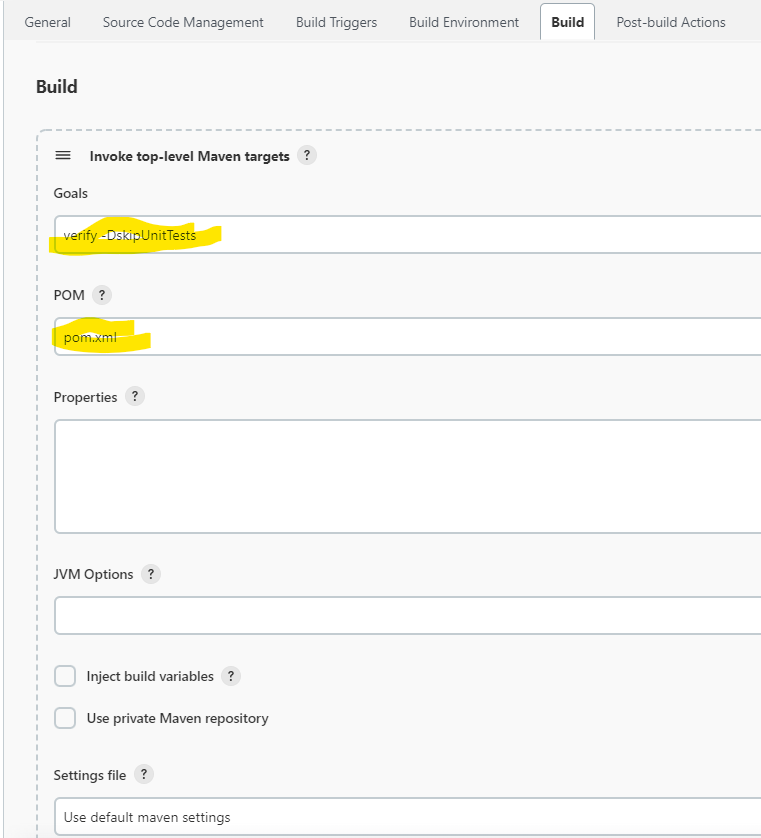 General Source Code Management Build Triggers Build Environment Build Post-build Actions
Build
Invoke top-level Maven targets ?
Goals
verify -DskipUnitTests
POM ?
pom.xml
Properties ?
JVM Options ?
Inject build variables ?
Use private Maven repository
Settings file ?
Use default maven settings